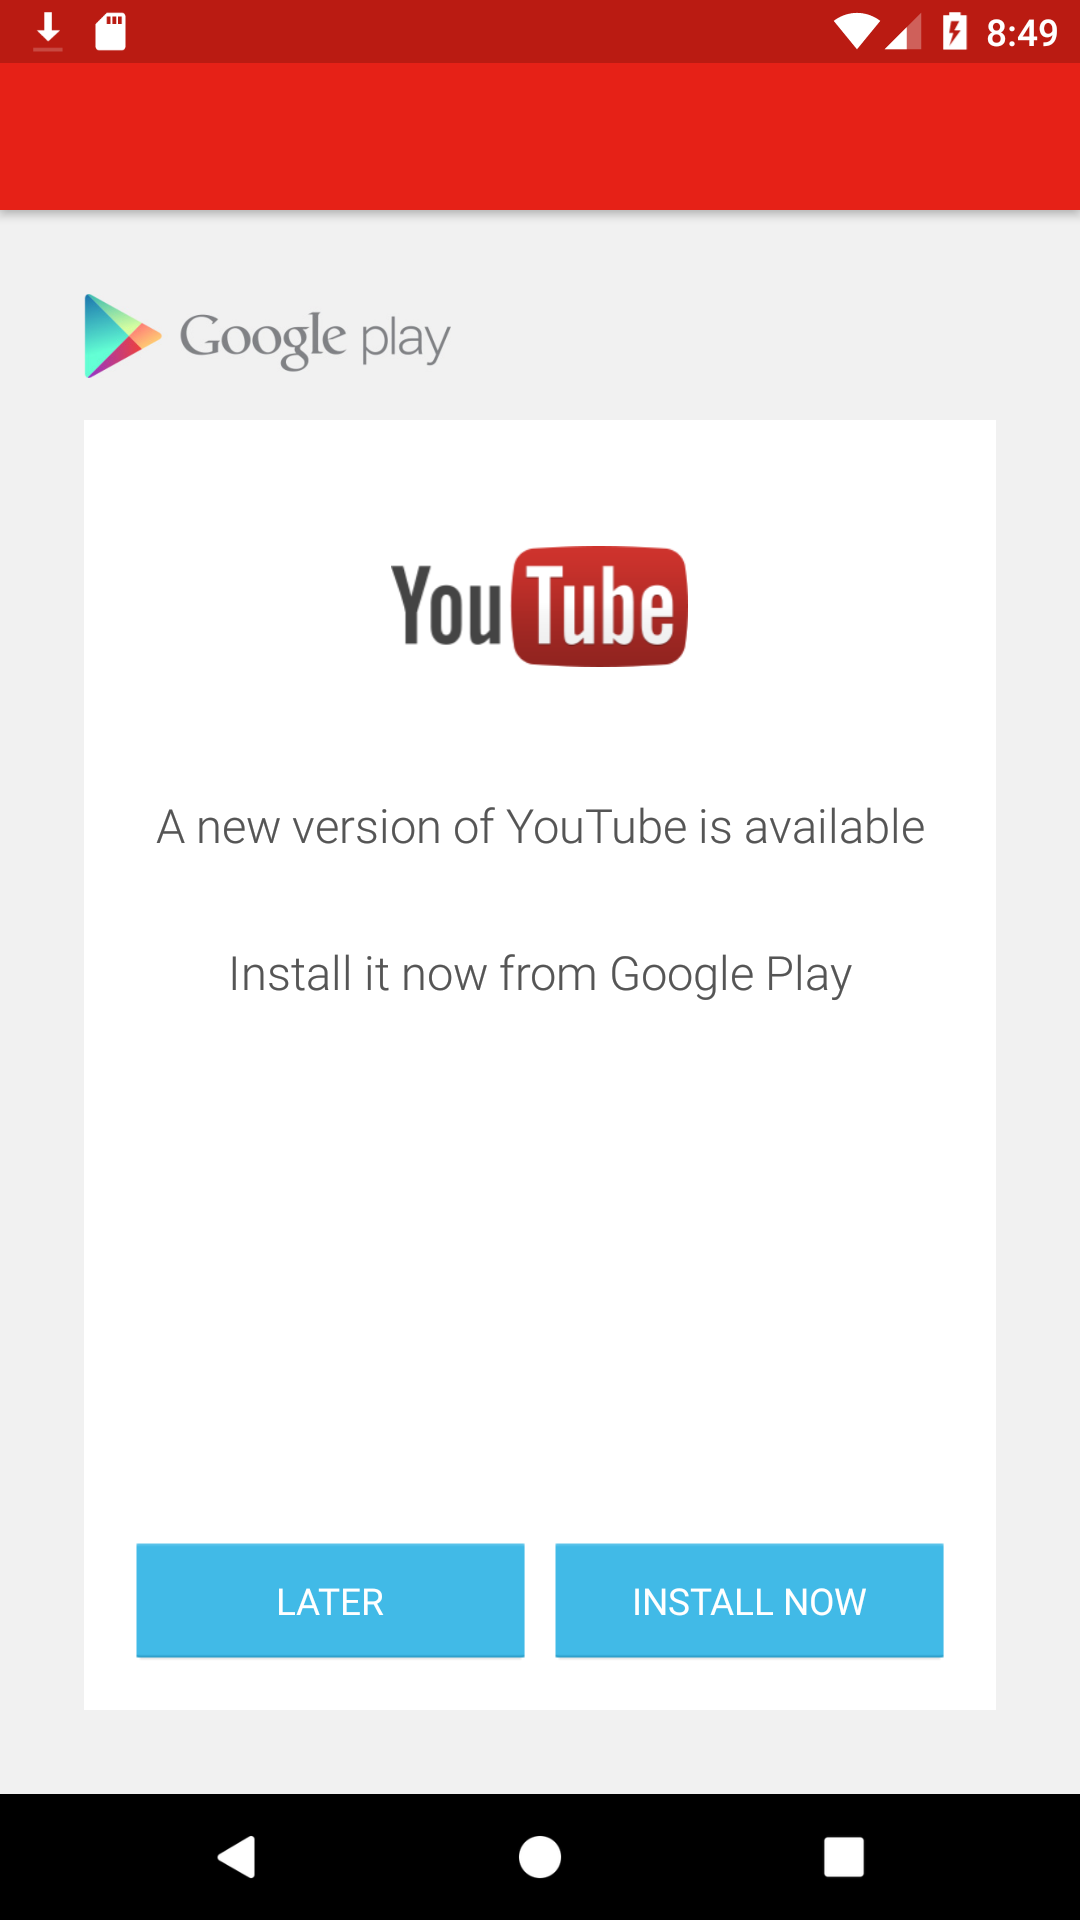 8:49
Google play
YouTube
A new version of YouTube is available
Install it now from Google Play
LATER
INSTALL NOW